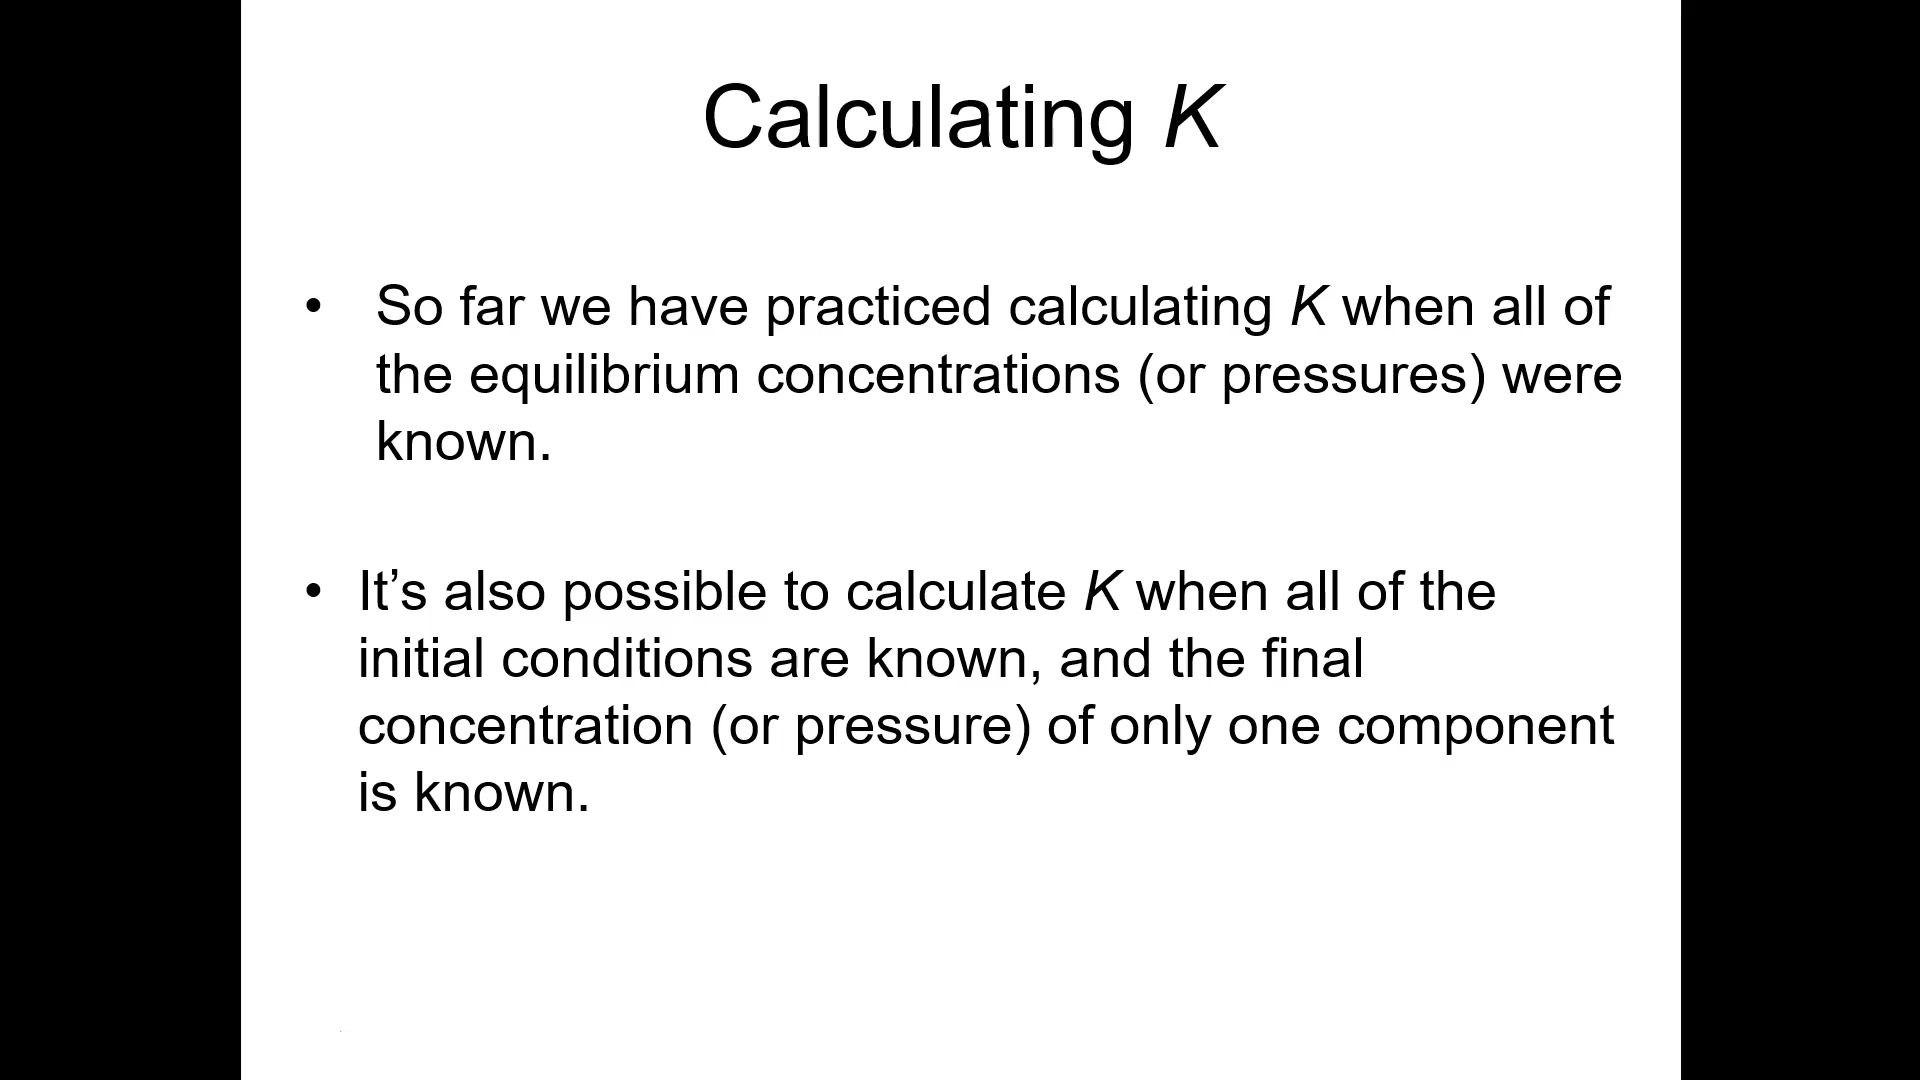 Calculating K
• So far we have practiced calculating K when all of
the equilibrium concentrations (or pressures) were
known.
• It’s also possible to calculate K when all of the
initial conditions are known, and the final
concentration (or pressure) of only one component
is known.